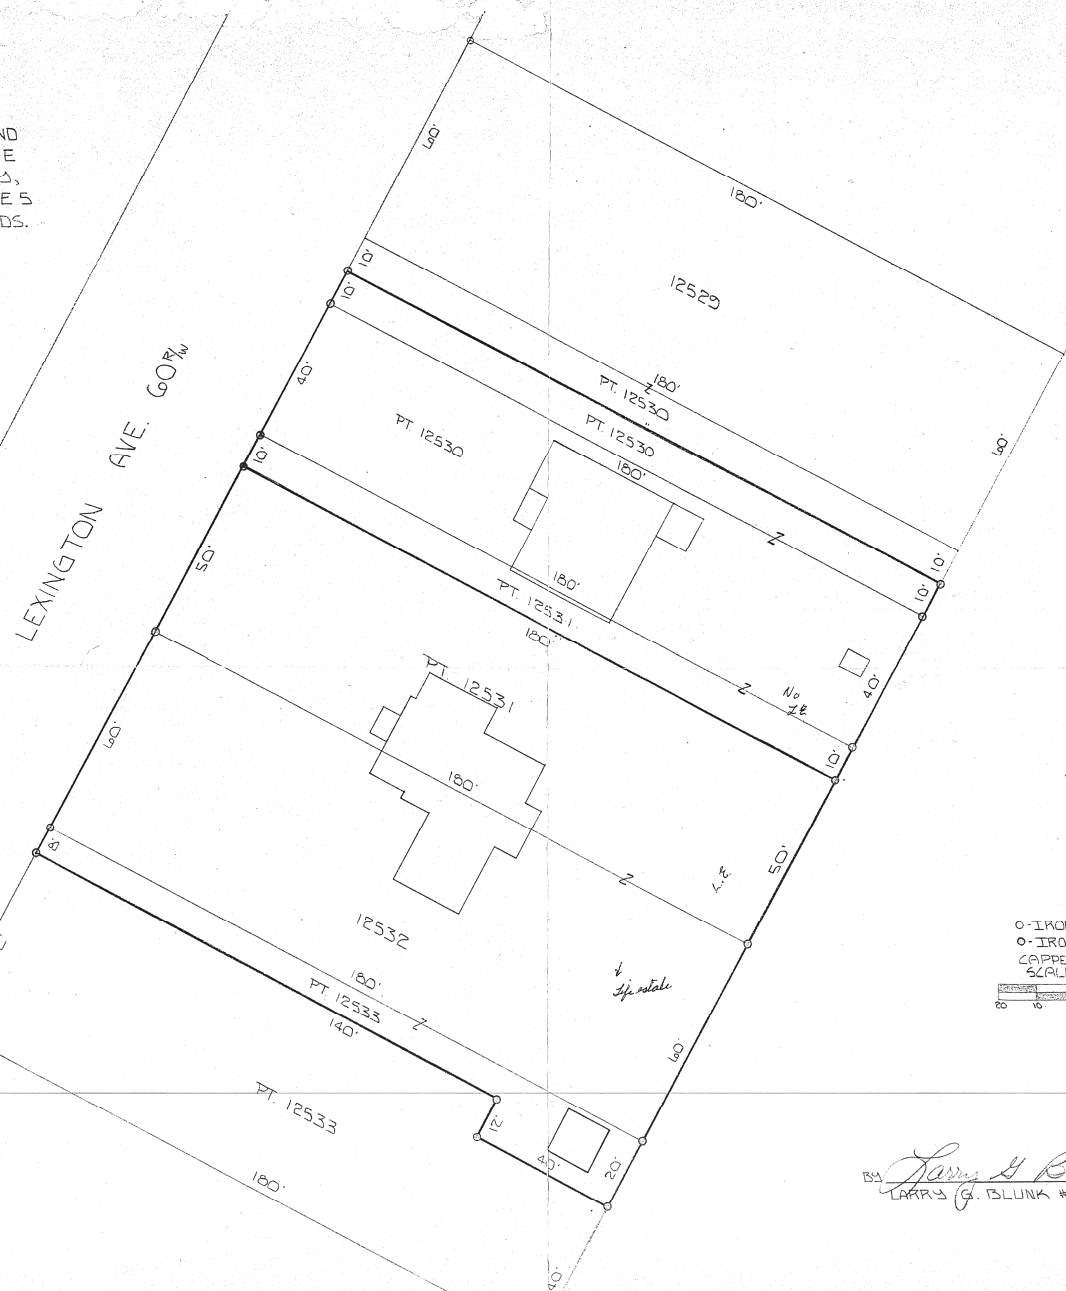 ND
E
S,
E 5
DS.
60'
180'
12529
10'
10'
180'
PT. 12530
PT. 12530
PT. 12530
180'
40'
60'
LEXINGTON AVE. 60 R/W
10'
Z
Z
10'
10'
50'
180'
PT. 12531
180'
PT 12531
Z
No
L.E.
40'
10'
60'
180'
50'
Z
L.E.
8'
12532
180'
PT. 12533
140'
Z
Life estate
60'
PT. 12533
12'
40'
20'
180'
40'
O-IRO
O-IRO
CAPPE
SCAL
20 10
BY Larry G B
LARRY G. BLUNK #